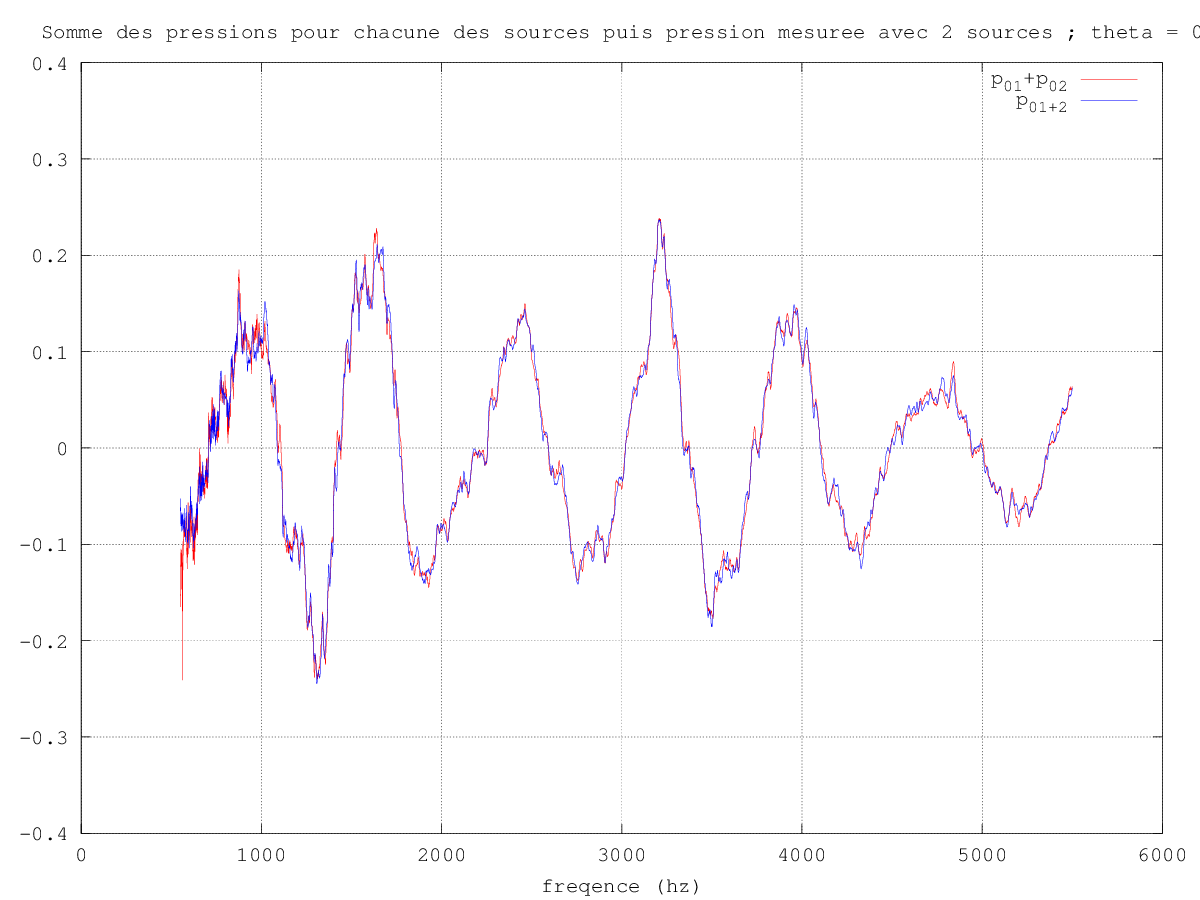 Somme des pressions pour chacune des sources puis pression mesuree avec 2 sources ; theta = 0
0.4
p01+p02
p01+2
0.3
0.2
0.1
0
-0.1
-0.2
-0.3
-0.4
0 1000 2000 3000 4000 5000 6000
freqence (hz)